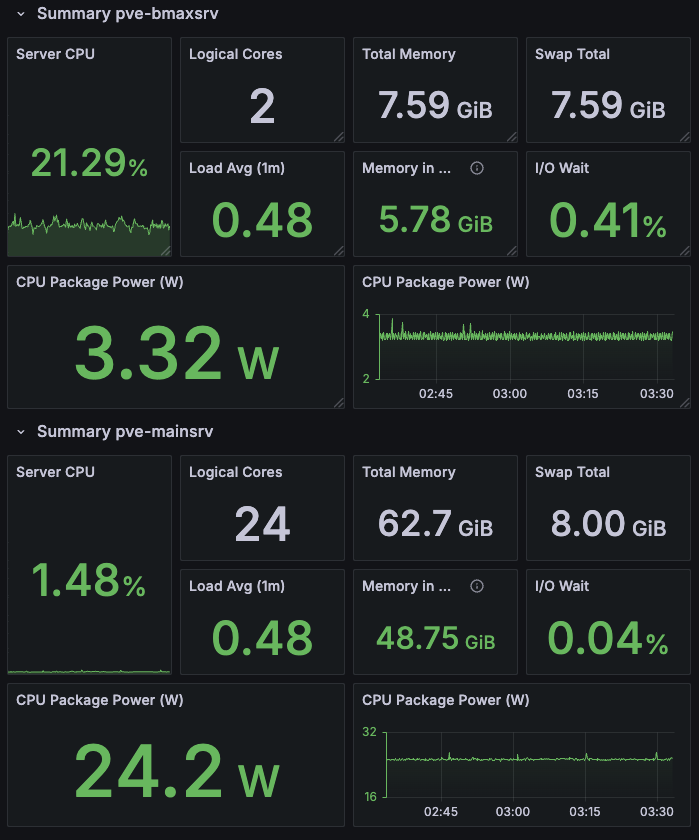 Summary pve-bmaxsrv
Server CPU
21.29%
Logical Cores
2
Total Memory
7.59 GiB
Swap Total
7.59 GiB
Load Avg (1m)
0.48
Memory in ...
5.78 GiB
I/O Wait
0.41%
CPU Package Power (W)
3.32 W
CPU Package Power (W)
4
2
02:45 03:00 03:15 03:30
Summary pve-mainsrv
Server CPU
1.48%
Logical Cores
24
Total Memory
62.7 GiB
Swap Total
8.00 GiB
Load Avg (1m)
0.48
Memory in ...
48.75 GiB
I/O Wait
0.04%
CPU Package Power (W)
24.2 W
CPU Package Power (W)
32
16
02:45 03:00 03:15 03:30